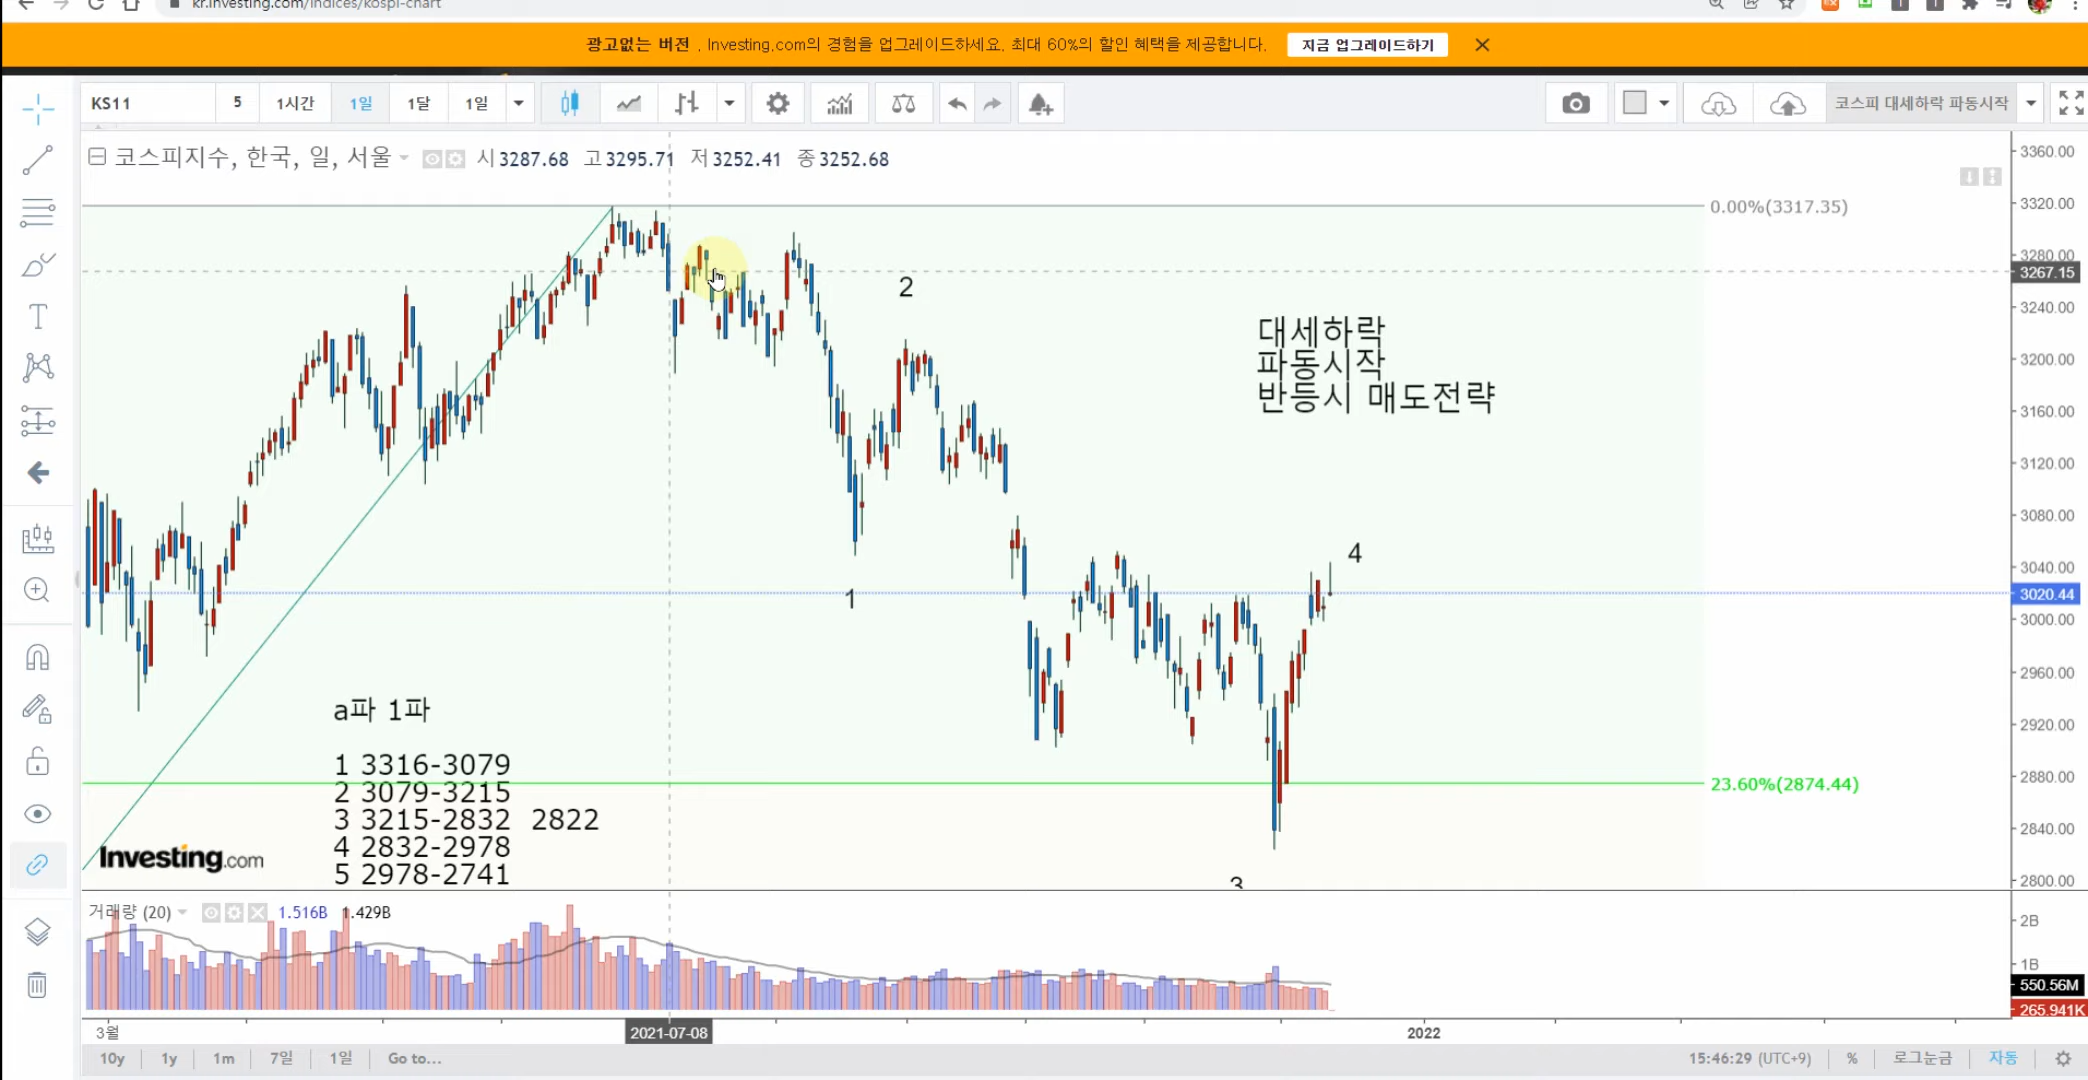 kr.investing.com/indices/kospi-chart
광고없는 버전 . Investing.com의 경험을 업그레이드하세요. 최대 60%의 할인 혜택을 제공합니다. 지금 업그레이드하기
KS11 5 1시간 1일 1달 1일 코스피 대세하락 파동시작
코스피지수, 한국, 일, 서울 시 3287.68 고 3295.71 저 3252.41 종 3252.68
3360.00
0.00%(3317.35)
3320.00
3280.00
3267.15
2
3240.00
대세하락
파동시작
반등시 매도전략
3200.00
3160.00
3120.00
3080.00
4
3040.00
1
3020.44
3000.00
2960.00
a파 1파
2920.00
1 3316-3079
2 3079-3215
3 3215-2832 2822
4 2832-2978
5 2978-2741
23.60%(2874.44)
2880.00
2840.00
Investing.com
3
2800.00
거래량 (20) 1.516B 1.429B
2B
1B
550.56M
265.941K
3월 2021-07-08 2022
10y 1y 1m 7일 1일 Go to... 15:46:29 (UTC+9) % 로그눈금 자동